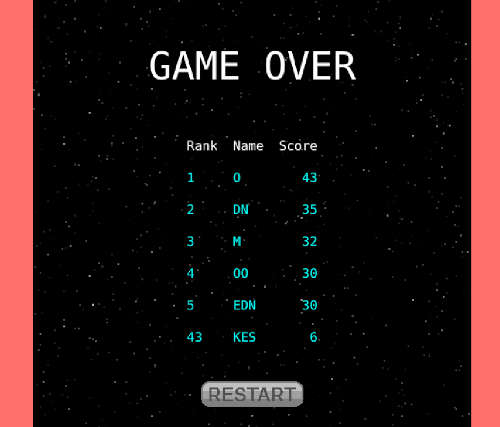 GAME OVER
Rank Name Score
1 O 43
2 DN 35
3 M 32
4 OO 30
5 EDN 30
43 KES 6
RESTART